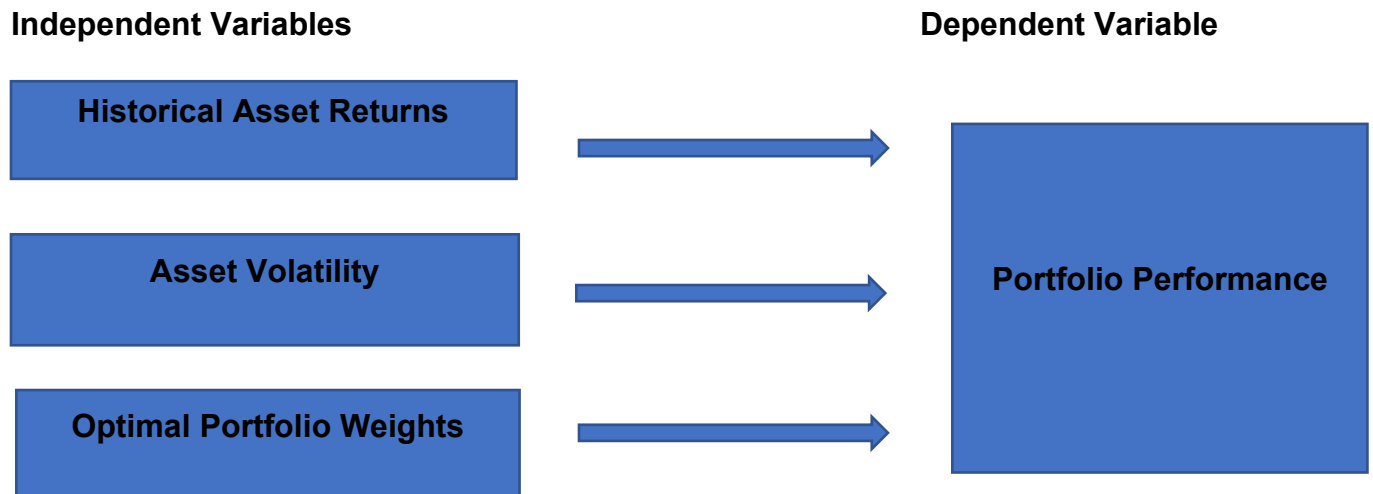 Independent Variables
Dependent Variable
Historical Asset Returns
Asset Volatility
Portfolio Performance
Optimal Portfolio Weights